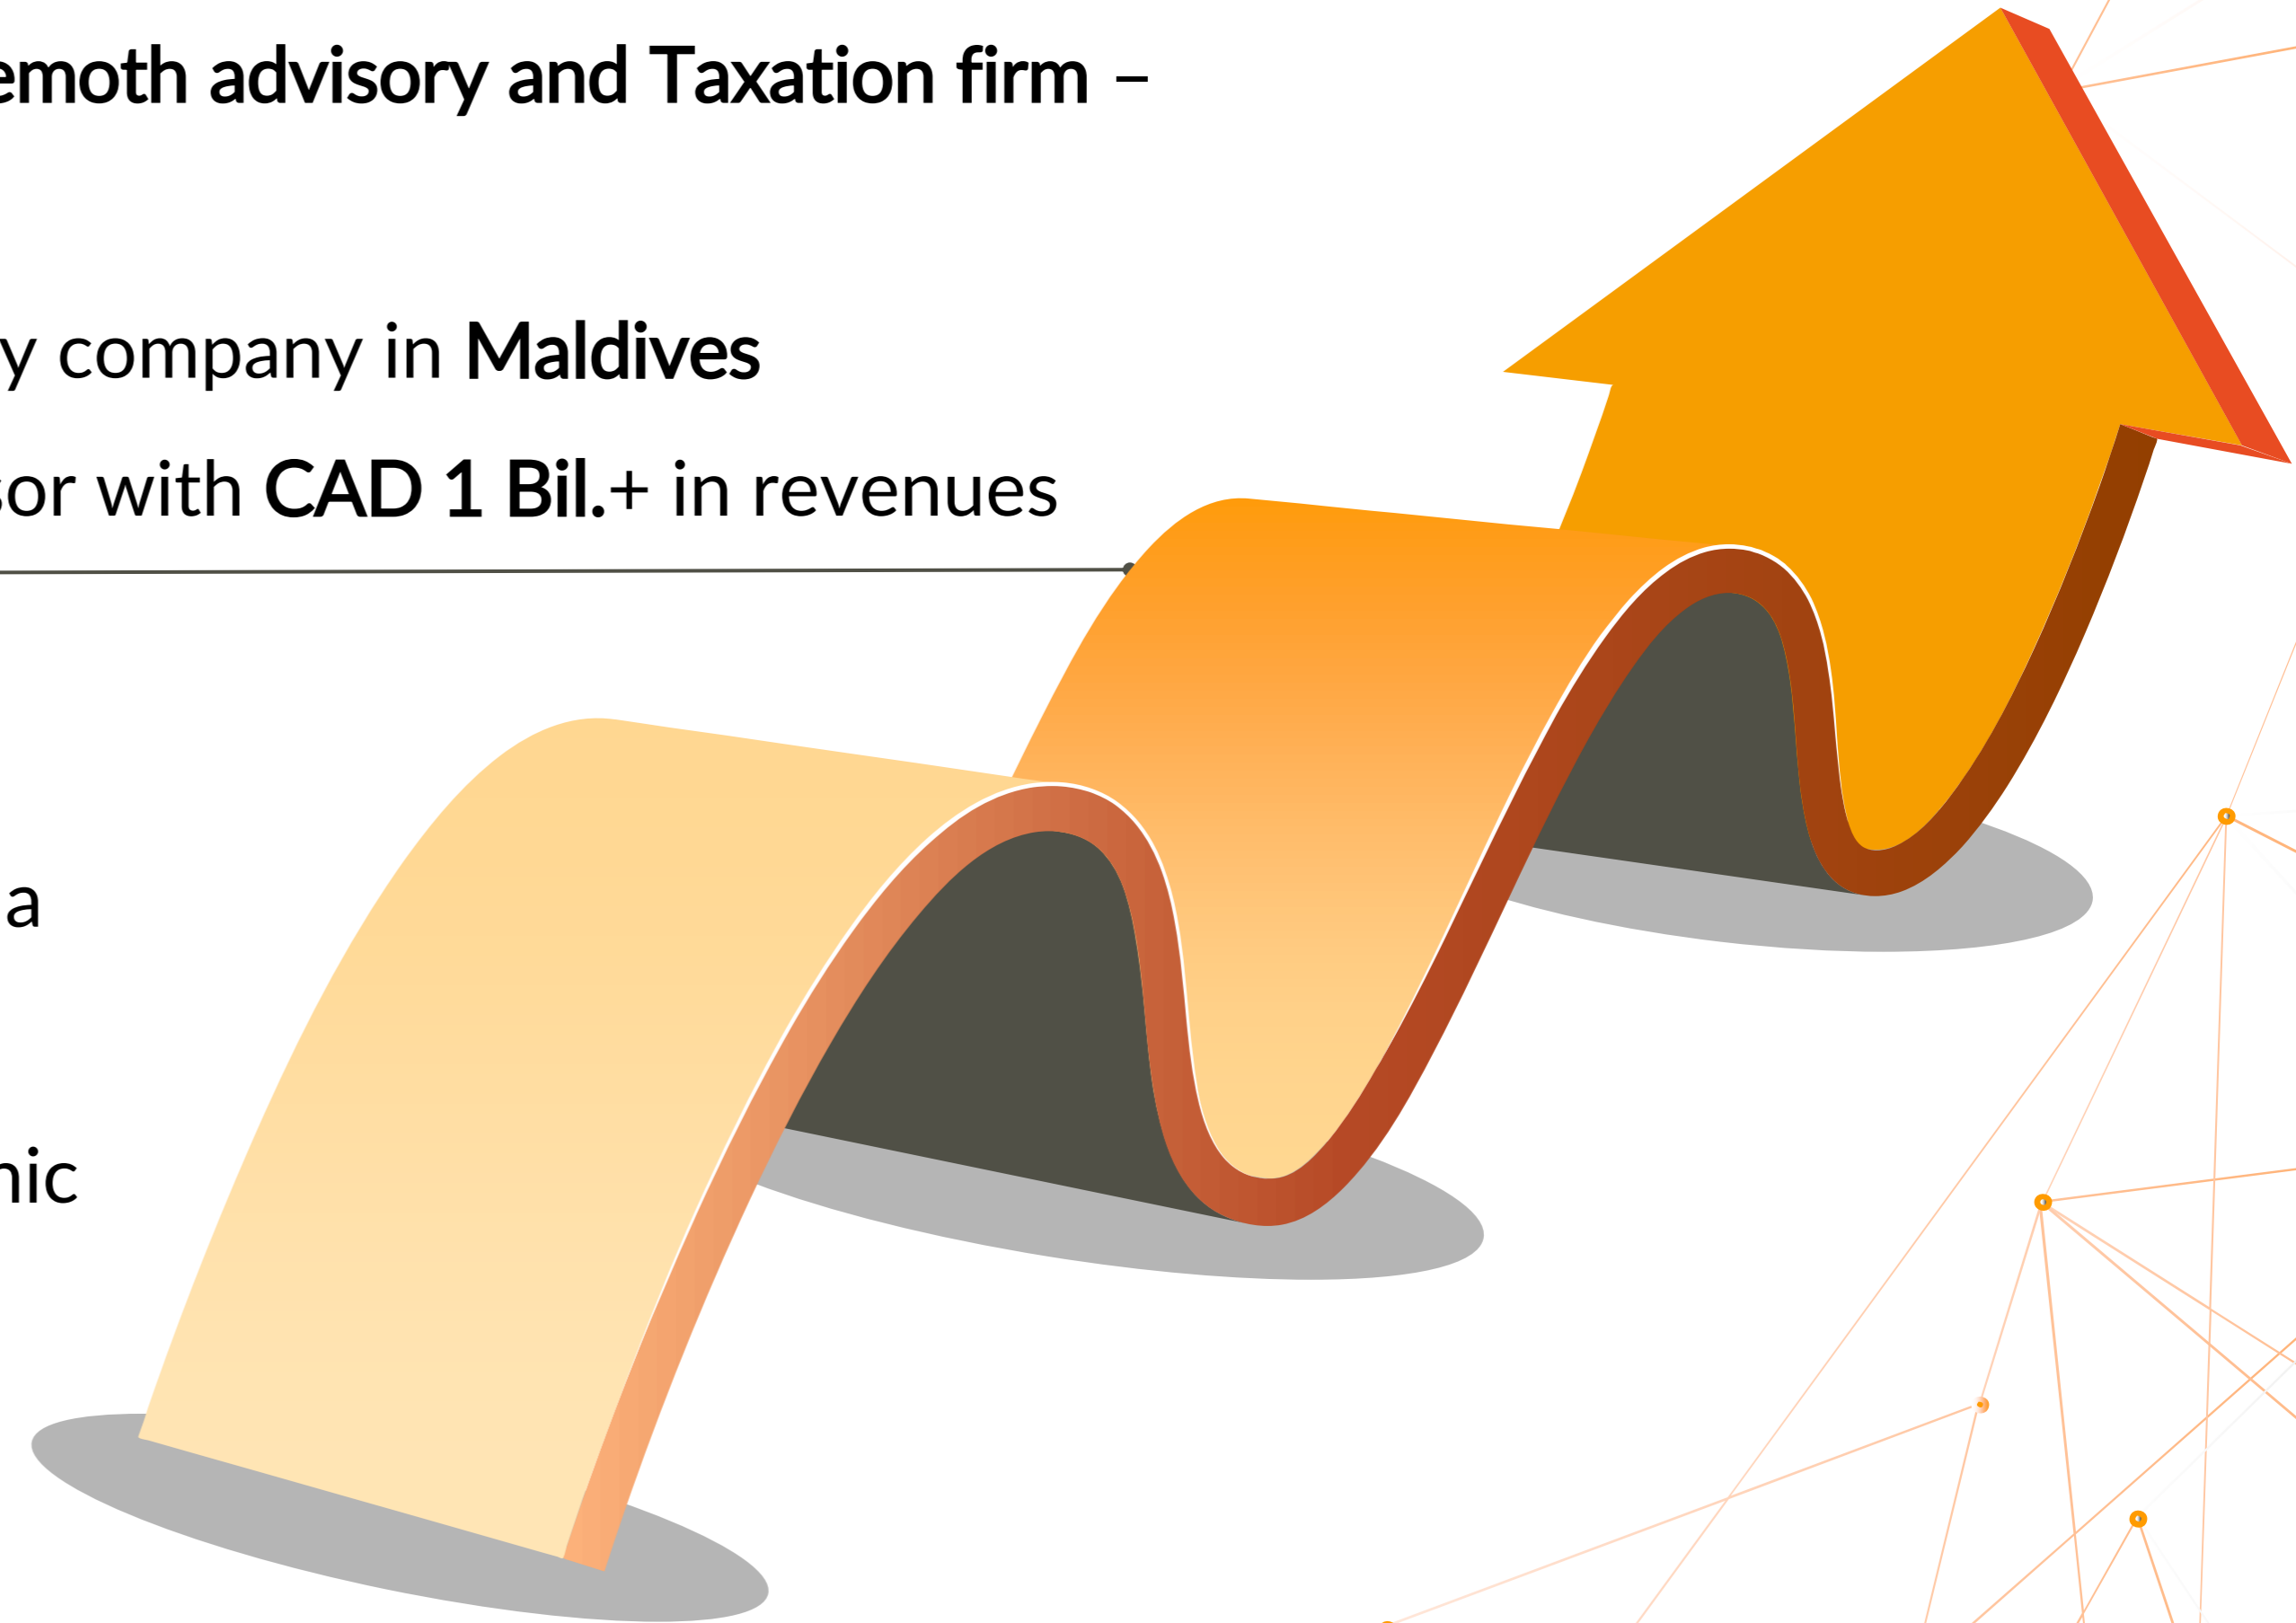 emoth advisory and Taxation firm –
y company in Maldives
sor with CAD 1 Bil.+ in revenues
a
nic